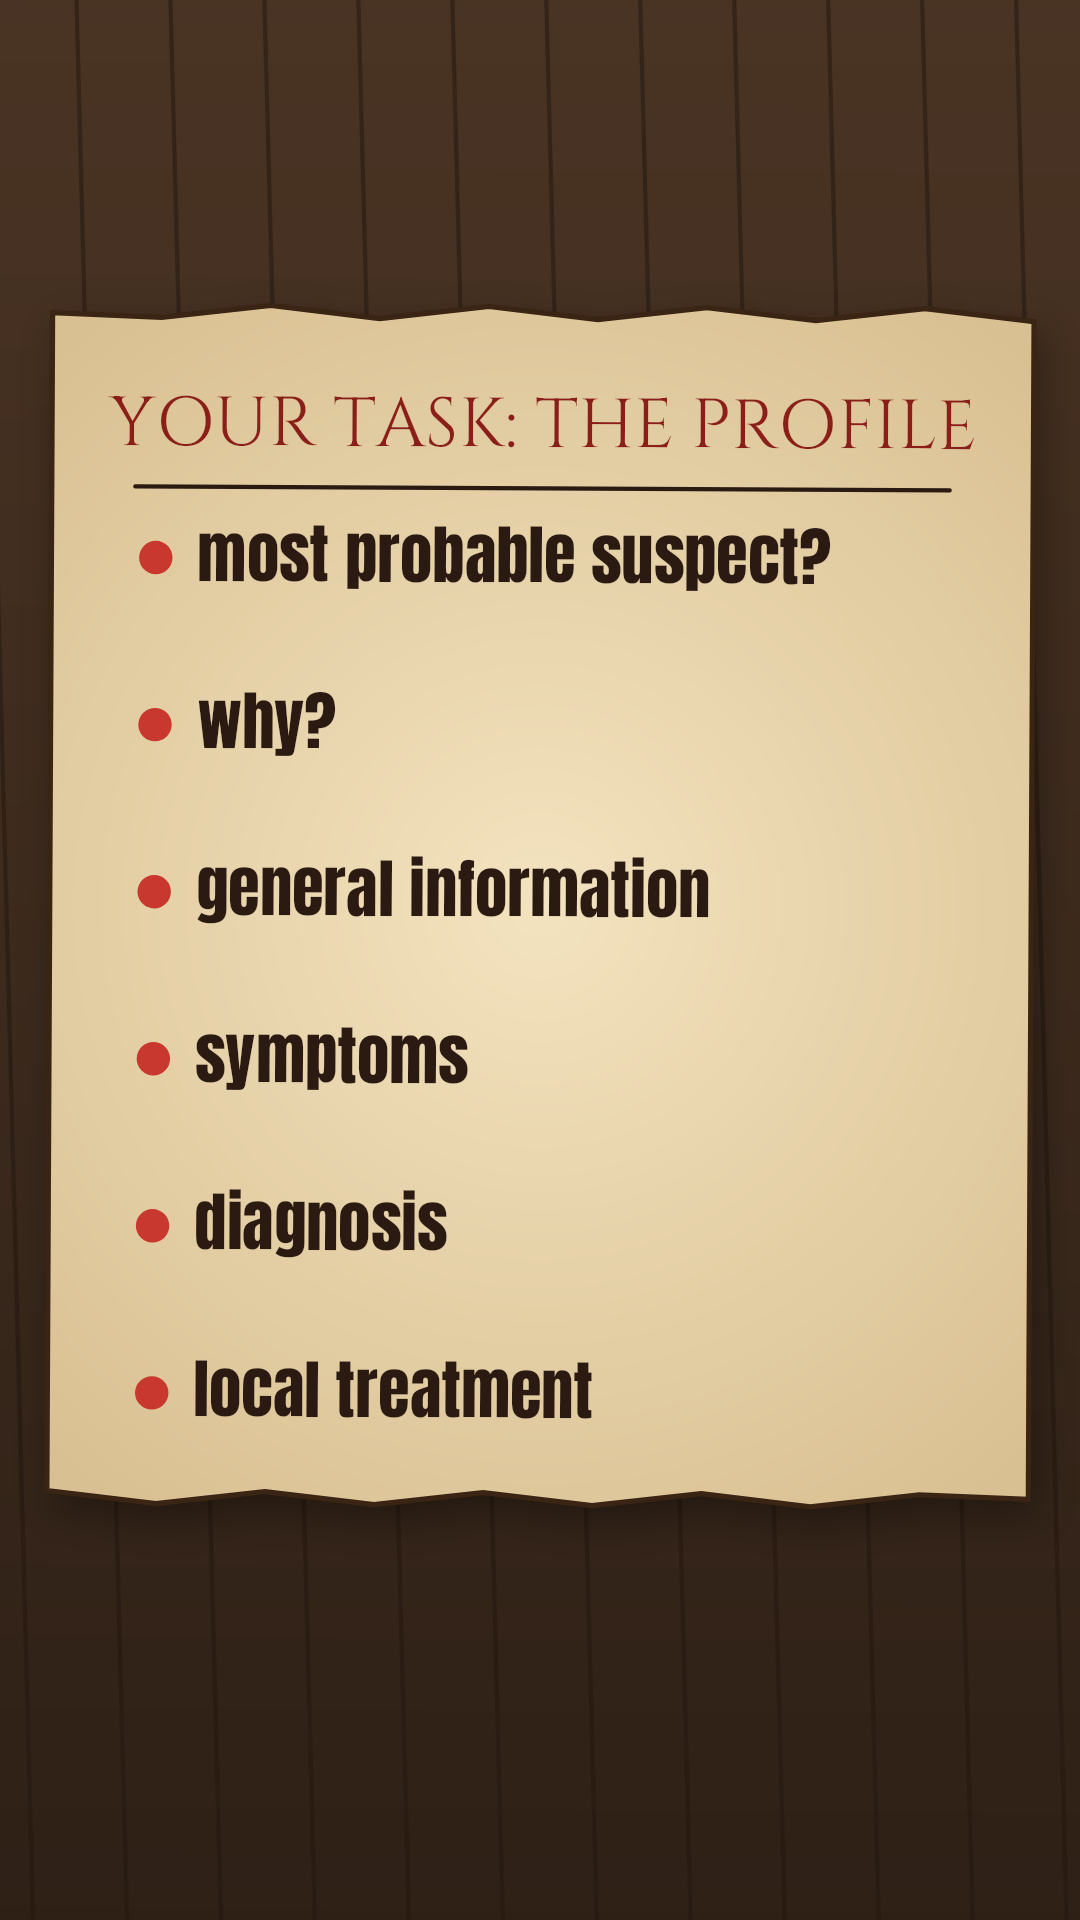 YOUR TASK: THE PROFILE
most probable suspect?
why?
general information
symptoms
diagnosis
local treatment